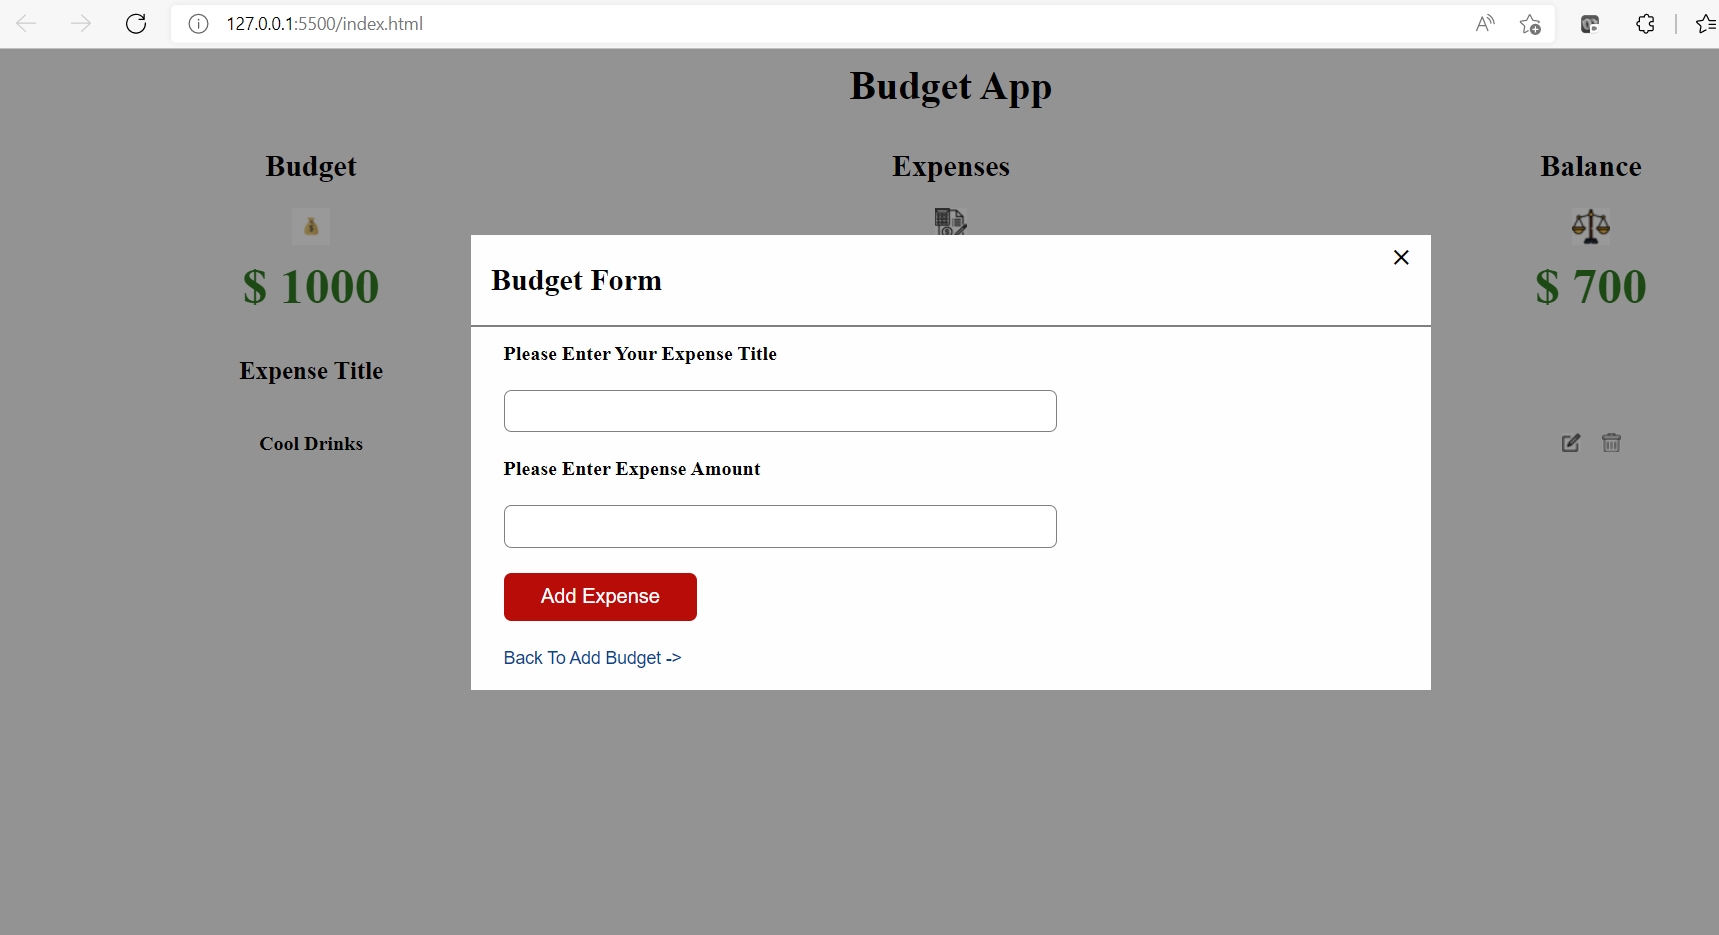 127.0.0.1:5500/index.html
Budget App
Budget
Expenses
Balance
$ 1000
$ 700
Expense Title
Cool Drinks
Budget Form
Please Enter Your Expense Title
Please Enter Expense Amount
Add Expense
Back To Add Budget ->